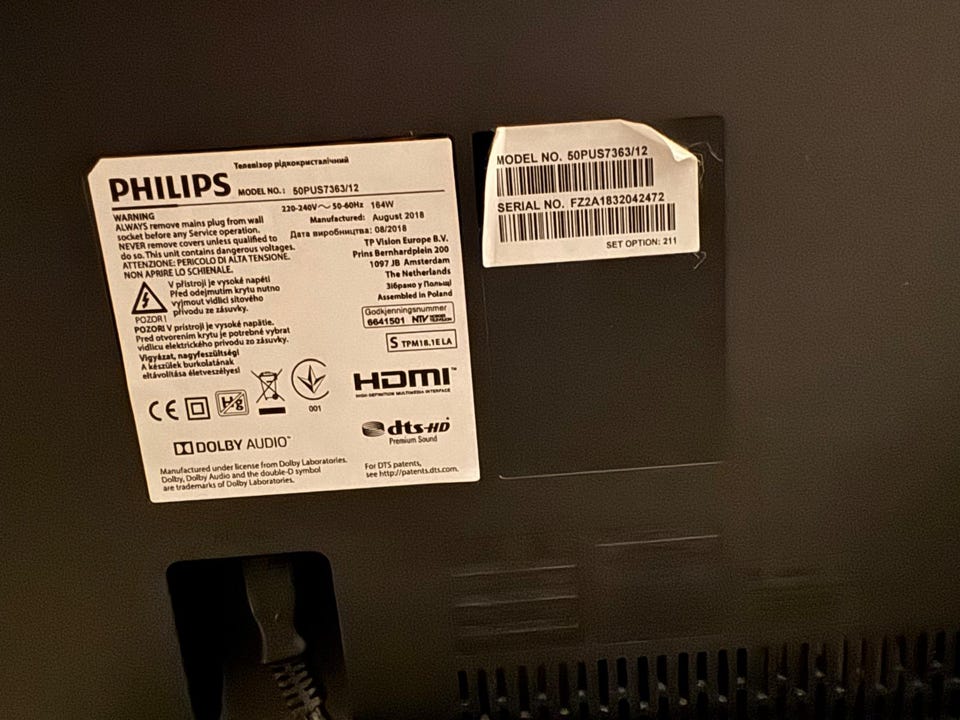 Телевізор рідкокристалічний
PHILIPS MODEL NO.: 50PUS7363/12
WARNING
ALWAYS remove mains plug from wall
socket before any Service operation.
NEVER remove covers unless qualified to
do so. This unit contains dangerous voltages.
ATTENZIONE: PERICOLO DI ALTA TENSIONE.
NON APRIRE LO SCHIENALE.
220-240V~ 50-60Hz 164W
Manufactured: August 2018
Дата виробництва: 08/2018
TP Vision Europe B.V.
Prins Bernhardplein 200
1097 JB Amsterdam
The Netherlands
Зібрано у Польщі
Assembled in Poland
V přístroji je vysoké napětí
Před odejmutím krytu nutno
vyjmout vidlici síťového
přívodu ze zásuvky.
POZOR!
POZOR! V prístroji je vysoké napätie.
Pred otvorením krytu je potrebné vybrat
vidlicu elektrického prívodu zo zásuvky.
Vigyázat, nagyfeszültség!
A készülek burkolatának
eltávolítása életveszélyes!
Godkjenningsnummer
6641501 NTV
S TPM18.1E LA
CE Hg 001
HDMI™
HIGH-DEFINITION MULTIMEDIA INTERFACE
DOLBY AUDIO™
dts-HD
Premium Sound
Manufactured under license from Dolby Laboratories.
Dolby, Dolby Audio and the double-D symbol
are trademarks of Dolby Laboratories.
For DTS patents,
see http://patents.dts.com.
MODEL NO. 50PUS7363/12
SERIAL NO. FZ2A1832042472
SET OPTION: 211